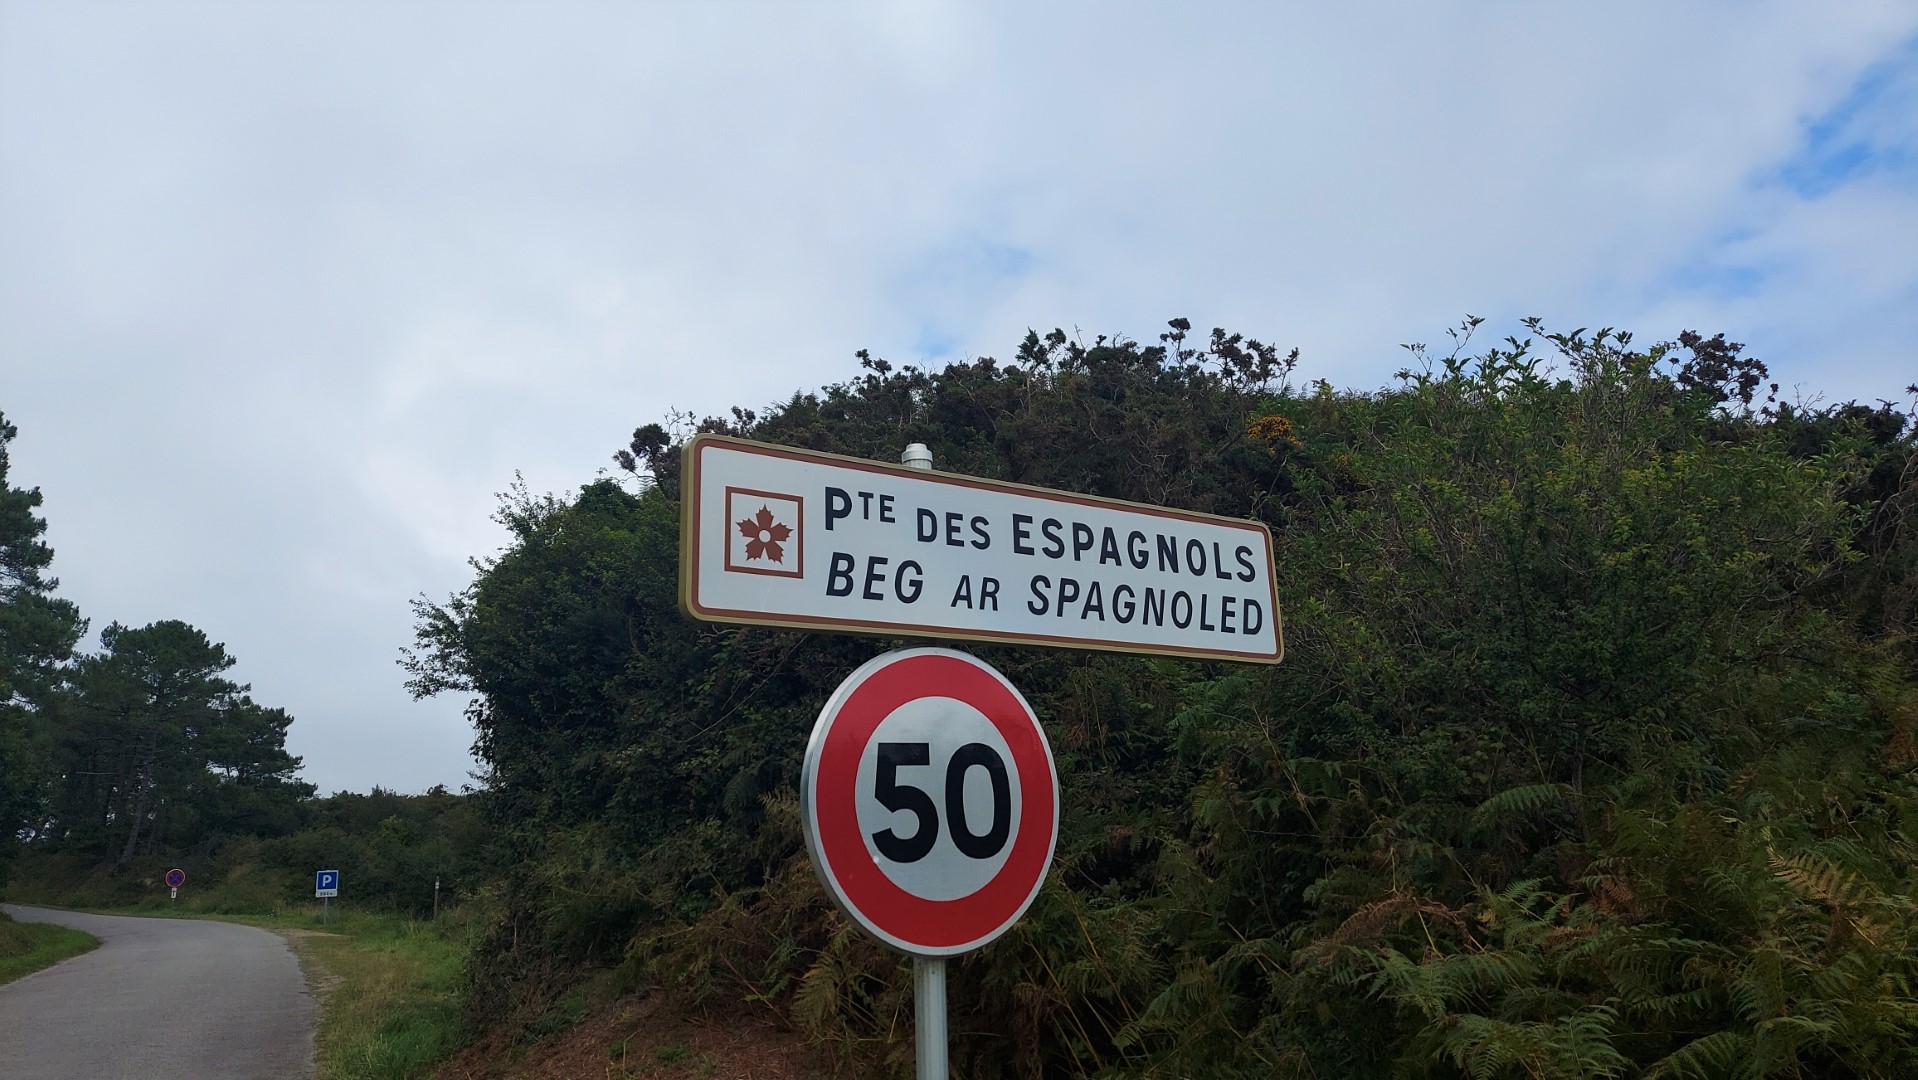 Pᵀᴱ DES ESPAGNOLS
BEG AR SPAGNOLED
50
P